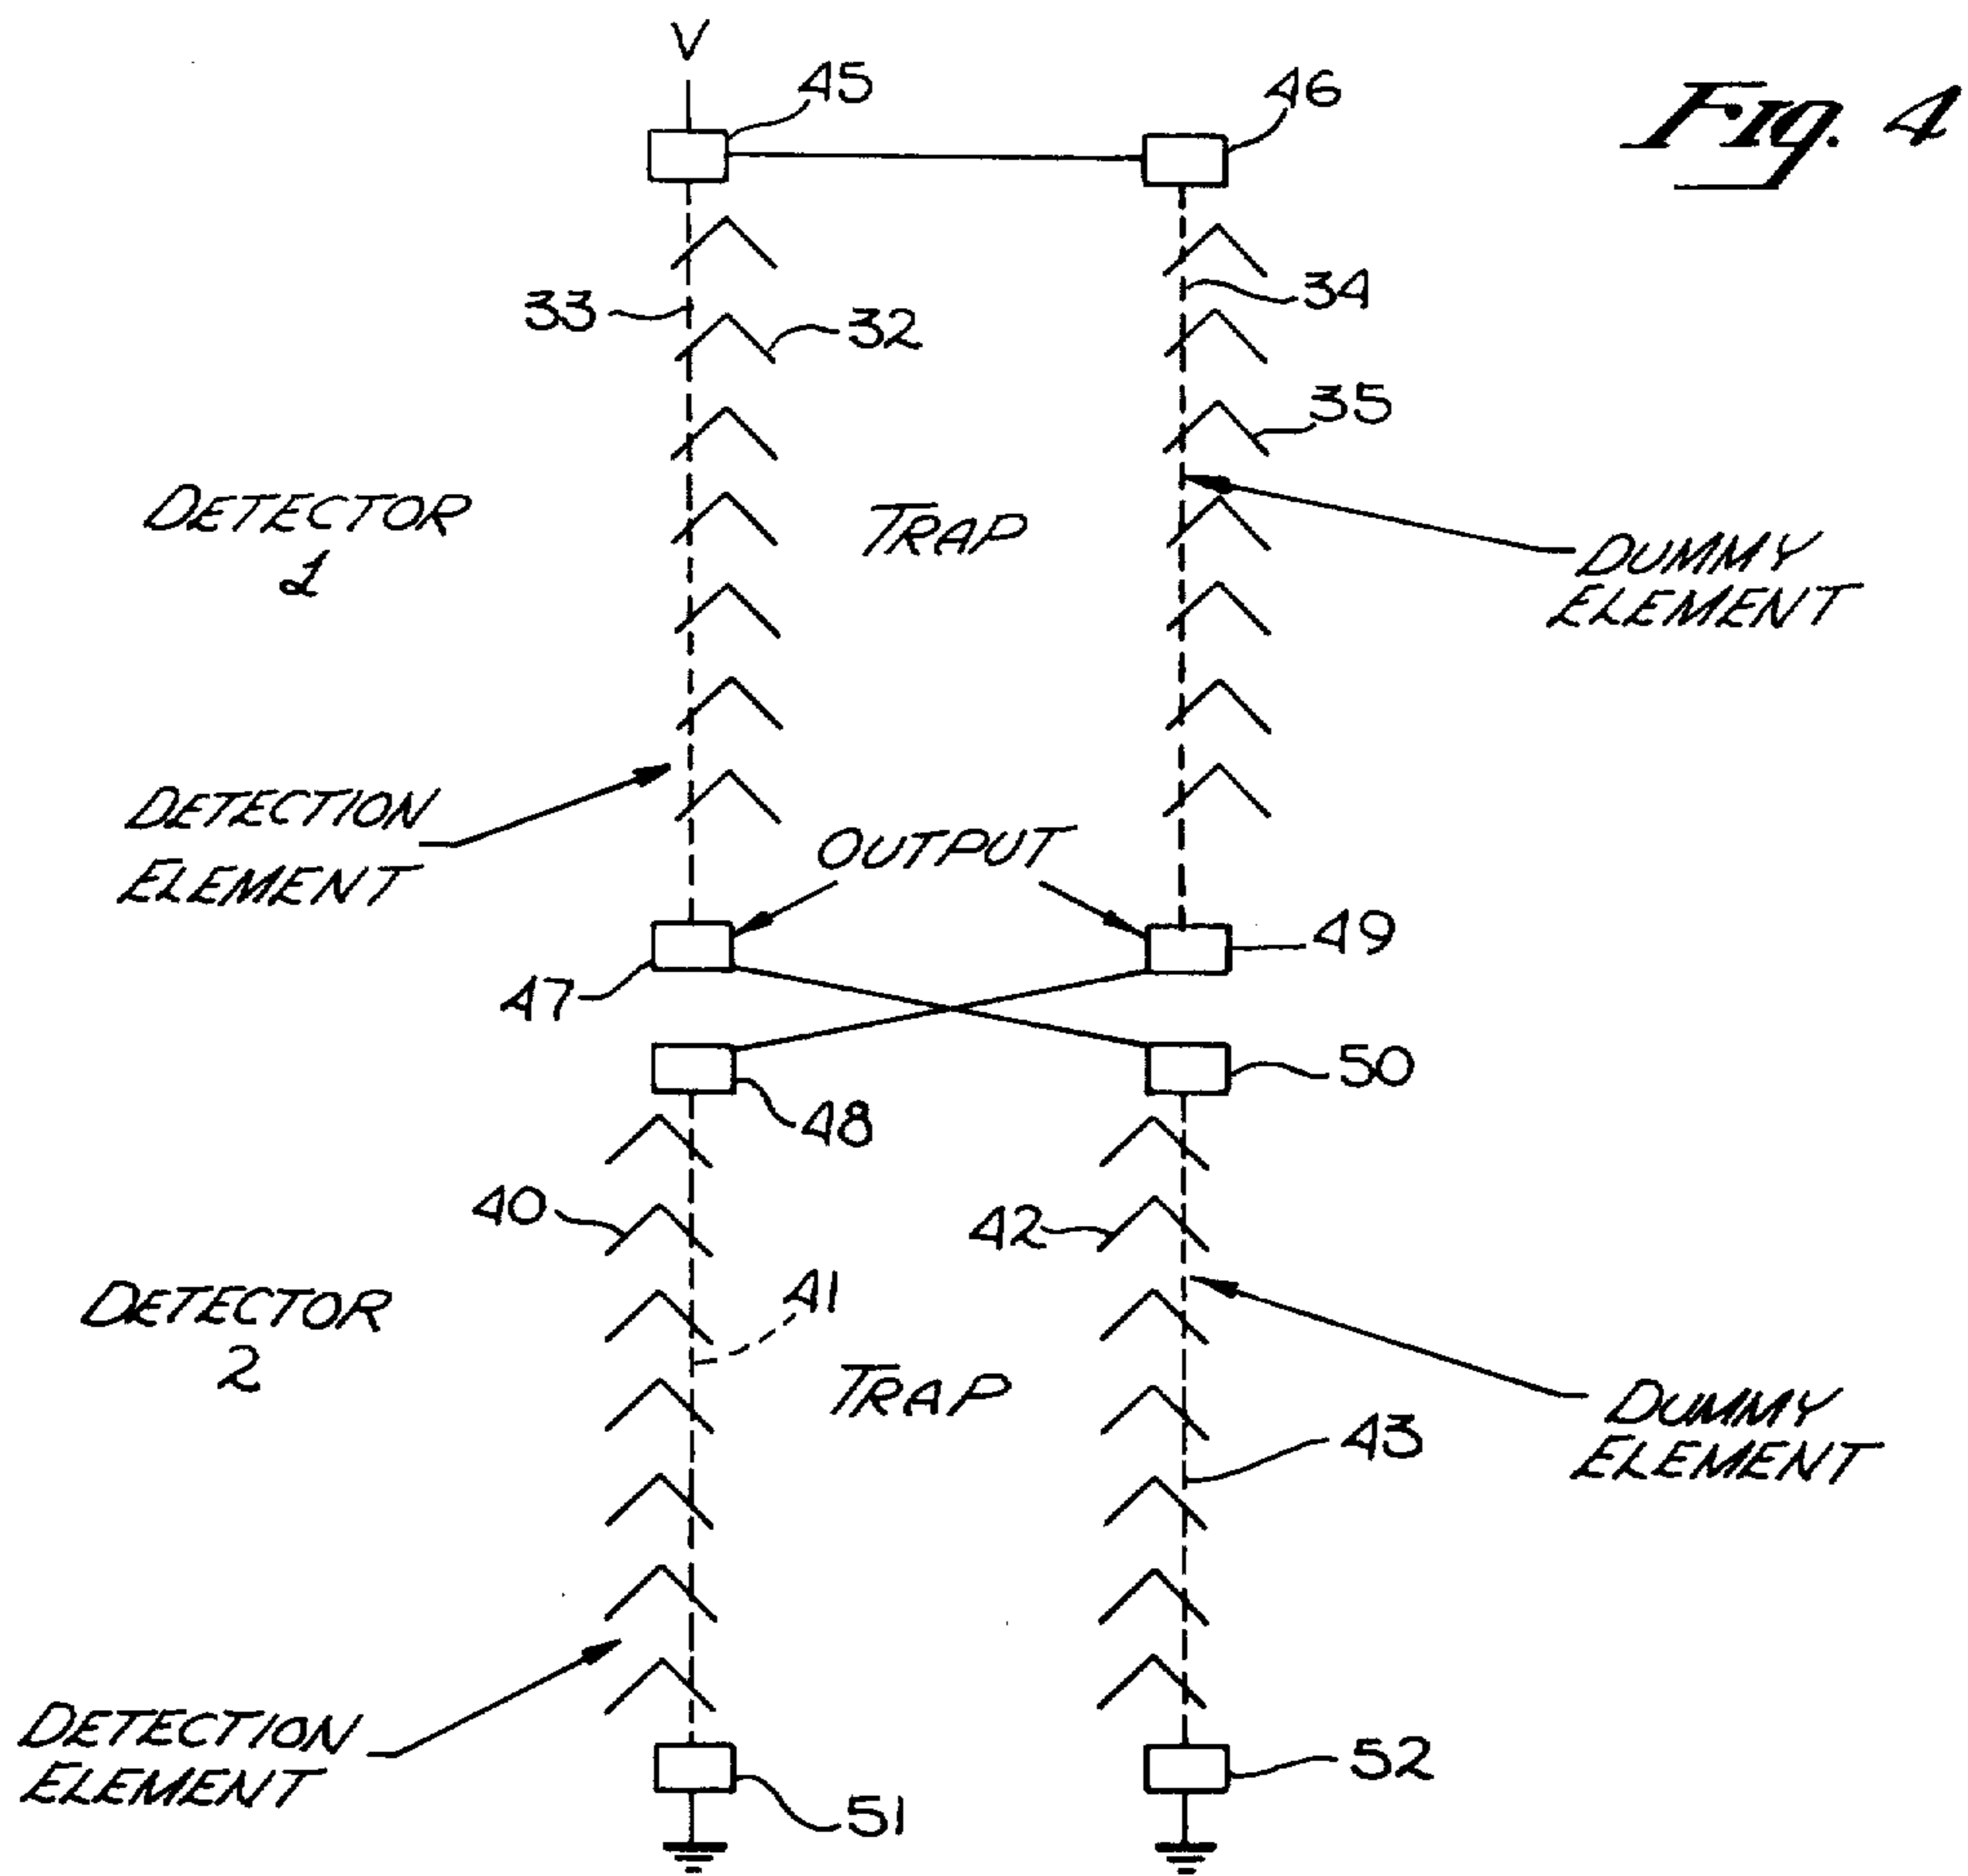 V
45
46
Fig. 4
33
32
34
35
DETECTOR
1
TRAP
DUMMY
ELEMENT
DETECTION
ELEMENT
OUTPUT
47
49
48
50
40
42
41
DETECTOR
2
TRAP
43
DUMMY
ELEMENT
DETECTION
ELEMENT
51
52